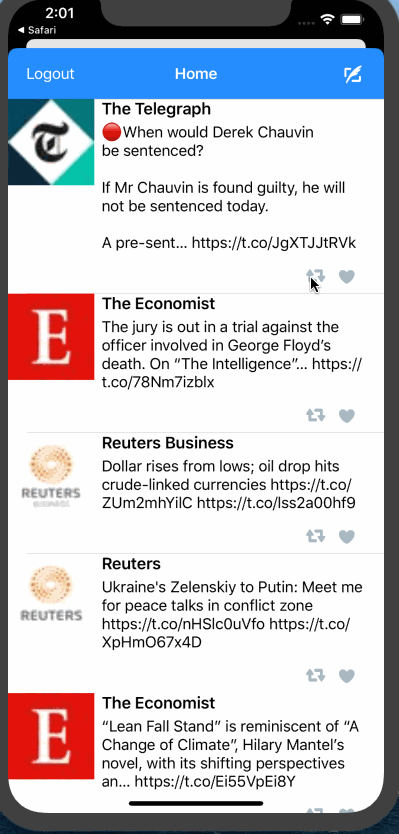 2:01
Safari
Logout
Home
The Telegraph
🔴When would Derek Chauvin
be sentenced?
If Mr Chauvin is found guilty, he will
not be sentenced today.
A pre-sent... https://t.co/JgXTJJtRVk
T
The Economist
The jury is out in a trial against the
officer involved in George Floyd’s
death. On “The Intelligence”... https://
t.co/78Nm7izblx
E
Reuters Business
Dollar rises from lows; oil drop hits
crude-linked currencies https://t.co/
ZUm2mhYilC https://t.co/lss2a00hf9
REUTERS
BUSINESS
Reuters
Ukraine's Zelenskiy to Putin: Meet me
for peace talks in conflict zone
https://t.co/nHSlc0uVfo https://t.co/
XpHmO67x4D
REUTERS
The Economist
“Lean Fall Stand” is reminiscent of “A
Change of Climate”, Hilary Mantel’s
novel, with its shifting perspectives
an... https://t.co/Ei55VpEi8Y
E